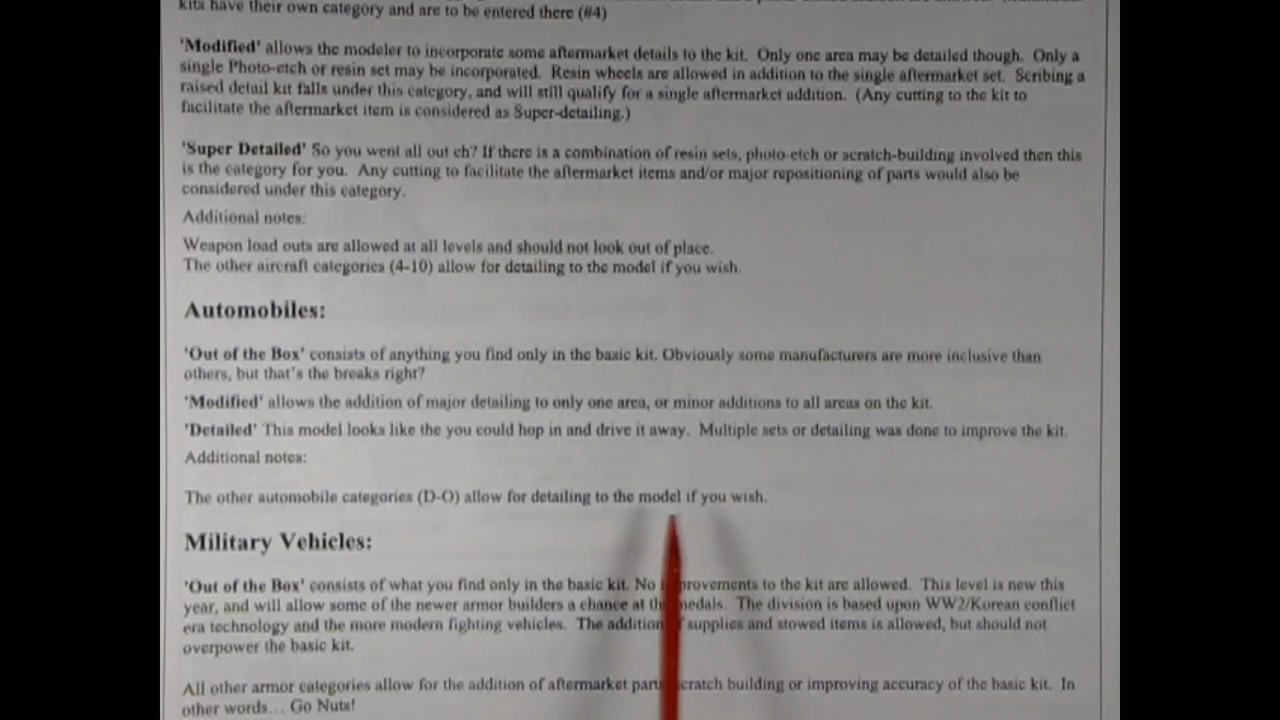 kits have their own category and are to be entered there (#4)
'Modified' allows the modeler to incorporate some aftermarket details to the kit. Only one area may be detailed though. Only a
single Photo-etch or resin set may be incorporated. Resin wheels are allowed in addition to the single aftermarket set. Scribing a
raised detail kit falls under this category, and will still qualify for a single aftermarket addition. (Any cutting to the kit to
facilitate the aftermarket item is considered as Super-detailing.)
'Super Detailed' So you went all out eh? If there is a combination of resin sets, photo-etch or scratch-building involved then this
is the category for you. Any cutting to facilitate the aftermarket items and/or major repositioning of parts would also be
considered under this category.
Additional notes:
Weapon load outs are allowed at all levels and should not look out of place.
The other aircraft categories (4-10) allow for detailing to the model if you wish.
Automobiles:
'Out of the Box' consists of anything you find only in the basic kit. Obviously some manufacturers are more inclusive than
others, but that's the breaks right?
'Modified' allows the addition of major detailing to only one area, or minor additions to all areas on the kit.
'Detailed' This model looks like the you could hop in and drive it away. Multiple sets or detailing was done to improve the kit.
Additional notes:
The other automobile categories (D-O) allow for detailing to the model if you wish.
Military Vehicles:
'Out of the Box' consists of what you find only in the basic kit. No provements to the kit are allowed. This level is new this
year, and will allow some of the newer armor builders a chance at medals. The division is based upon WW2/Korean conflict
era technology and the more modern fighting vehicles. The addition supplies and stowed items is allowed, but should not
overpower the basic kit.
All other armor categories allow for the addition of aftermarket part cratch building or improving accuracy of the basic kit. In
other words... Go Nuts!